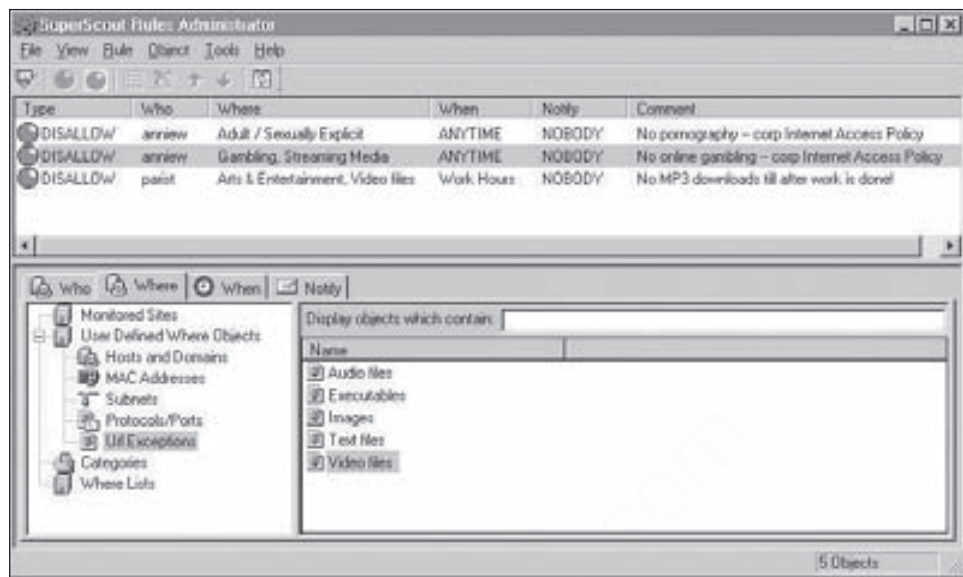 SuperScout Rules Administrator
File View Rule Object Tools Help
Type Who Where When Notify Comment
DISALLOW anniew Adult / Sexually Explicit ANYTIME NOBODY No pornography – corp Internet Access Policy
DISALLOW anniew Gambling, Streaming Media ANYTIME NOBODY No online gambling – corp Internet Access Policy
DISALLOW parist Arts & Entertainment, Video files Work Hours NOBODY No MP3 downloads till after work is done!
Who Where When Notify
Monitored Sites
User Defined Where Objects
Hosts and Domains
MAC Addresses
Subnets
Protocols/Ports
Url Exceptions
Categories
Where Lists
Display objects which contain:
Name
Audio files
Executables
Images
Text files
Video files
5 Objects